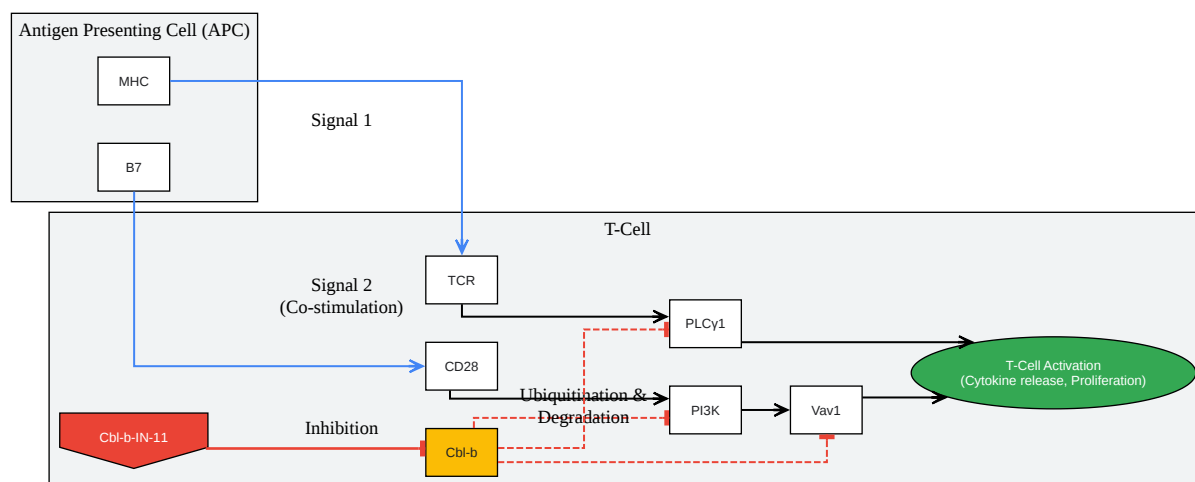 Antigen Presenting Cell (APC)
MHC
Signal 1
B7
T-Cell
TCR
Signal 2
(Co-stimulation)
PLCγ1
CD28
T-Cell Activation
(Cytokine release, Proliferation)
Ubiquitination &
Degradation
PI3K
Vav1
Cbl-b-IN-11
Inhibition
Cbl-b